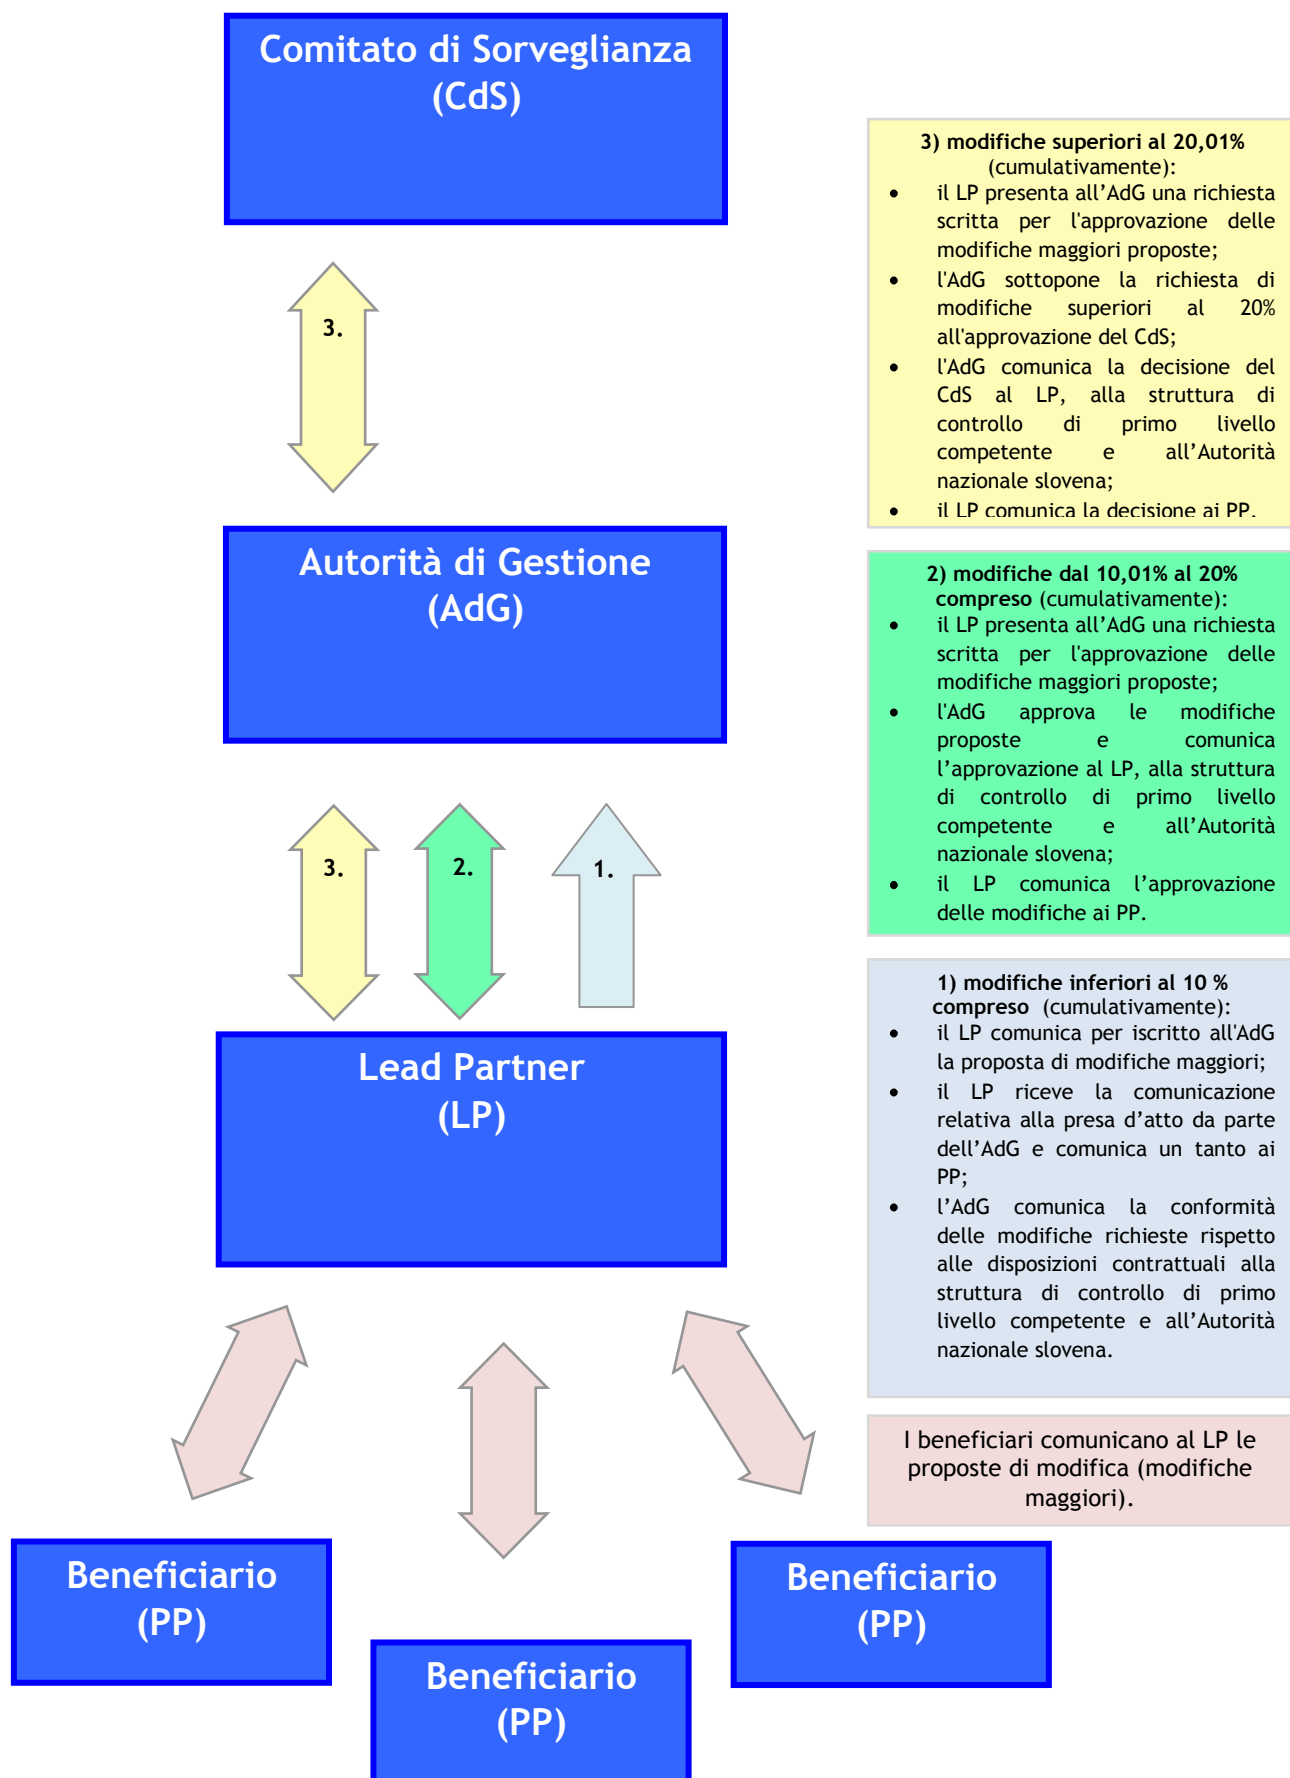 Comitato di Sorveglianza
(CdS)
3) modifiche superiori al 20,01%
(cumulativamente):
• il LP presenta all’AdG una richiesta
scritta per l'approvazione delle
modifiche maggiori proposte;
• l'AdG sottopone la richiesta di
modifiche superiori al 20%
all'approvazione del CdS;
• l'AdG comunica la decisione del
CdS al LP, alla struttura di
controllo di primo livello
competente e all’Autorità
nazionale slovena;
• il LP comunica la decisione ai PP.
3.
Autorità di Gestione
(AdG)
2) modifiche dal 10,01% al 20%
compreso (cumulativamente):
• il LP presenta all’AdG una richiesta
scritta per l'approvazione delle
modifiche maggiori proposte;
• l'AdG approva le modifiche
proposte e comunica
l’approvazione al LP, alla struttura
di controllo di primo livello
competente e all’Autorità
nazionale slovena;
• il LP comunica l’approvazione
delle modifiche ai PP.
3.
2.
1.
1) modifiche inferiori al 10 %
compreso (cumulativamente):
• il LP comunica per iscritto all'AdG
la proposta di modifiche maggiori;
• il LP riceve la comunicazione
relativa alla presa d’atto da parte
dell’AdG e comunica un tanto ai
PP;
• l’AdG comunica la conformità
delle modifiche richieste rispetto
alle disposizioni contrattuali alla
struttura di controllo di primo
livello competente e all’Autorità
nazionale slovena.
Lead Partner
(LP)
I beneficiari comunicano al LP le
proposte di modifica (modifiche
maggiori).
Beneficiario
(PP)
Beneficiario
(PP)
Beneficiario
(PP)